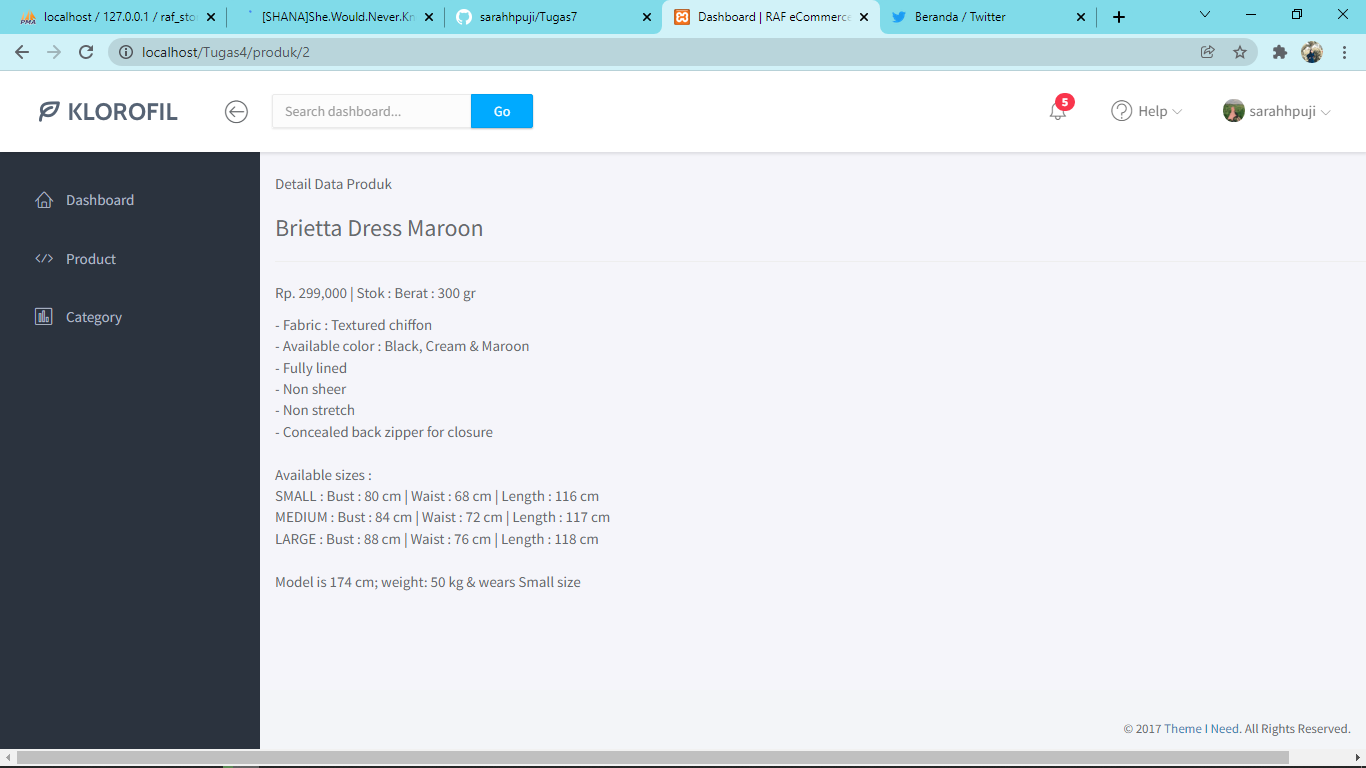 localhost / 127.0.0.1 / raf_sto
[SHANA]She.Would.Never.Kn
sarahhpuji/Tugas7
Dashboard | RAF eCommerce
Beranda / Twitter
localhost/Tugas4/produk/2
KLOROFIL
Search dashboard...
Go
5
Help
sarahhpuji
Dashboard
Product
Category
Detail Data Produk
Brietta Dress Maroon
Rp. 299,000 | Stok : Berat : 300 gr
- Fabric : Textured chiffon
- Available color : Black, Cream & Maroon
- Fully lined
- Non sheer
- Non stretch
- Concealed back zipper for closure
Available sizes :
SMALL : Bust : 80 cm | Waist : 68 cm | Length : 116 cm
MEDIUM : Bust : 84 cm | Waist : 72 cm | Length : 117 cm
LARGE : Bust : 88 cm | Waist : 76 cm | Length : 118 cm
Model is 174 cm; weight: 50 kg & wears Small size
© 2017 Theme I Need. All Rights Reserved.